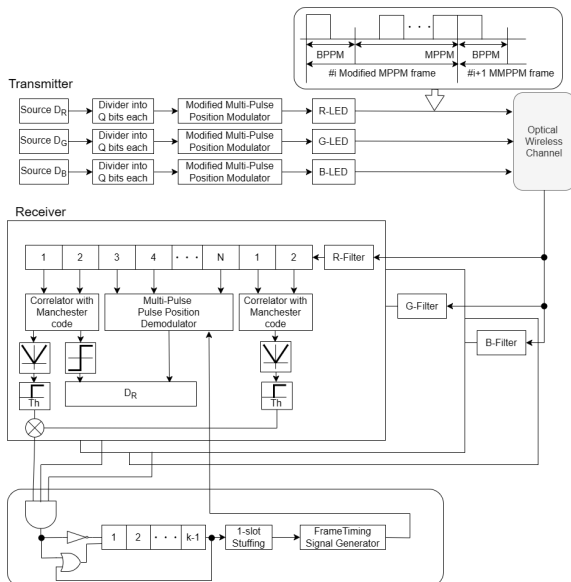 BPPM MPPM BPPM
#i Modified MPPM frame #i+1 MMPPM frame
Transmitter
Source DR
Divider into
Q bits each
Modified Multi-Pulse
Position Modulator
R-LED
Source DG
Divider into
Q bits each
Modified Multi-Pulse
Position Modulator
G-LED
Source DB
Divider into
Q bits each
Modified Multi-Pulse
Position Modulator
B-LED
Optical
Wireless
Channel
Receiver
1 2 3 4 · · · N 1 2
R-Filter
G-Filter
B-Filter
Correlator with
Manchester
code
Multi-Pulse
Pulse Position
Demodulator
Correlator with
Manchester
code
Th
DR
Th
1 2 · · · k-1
1-slot
Stuffing
FrameTiming
Signal Generator